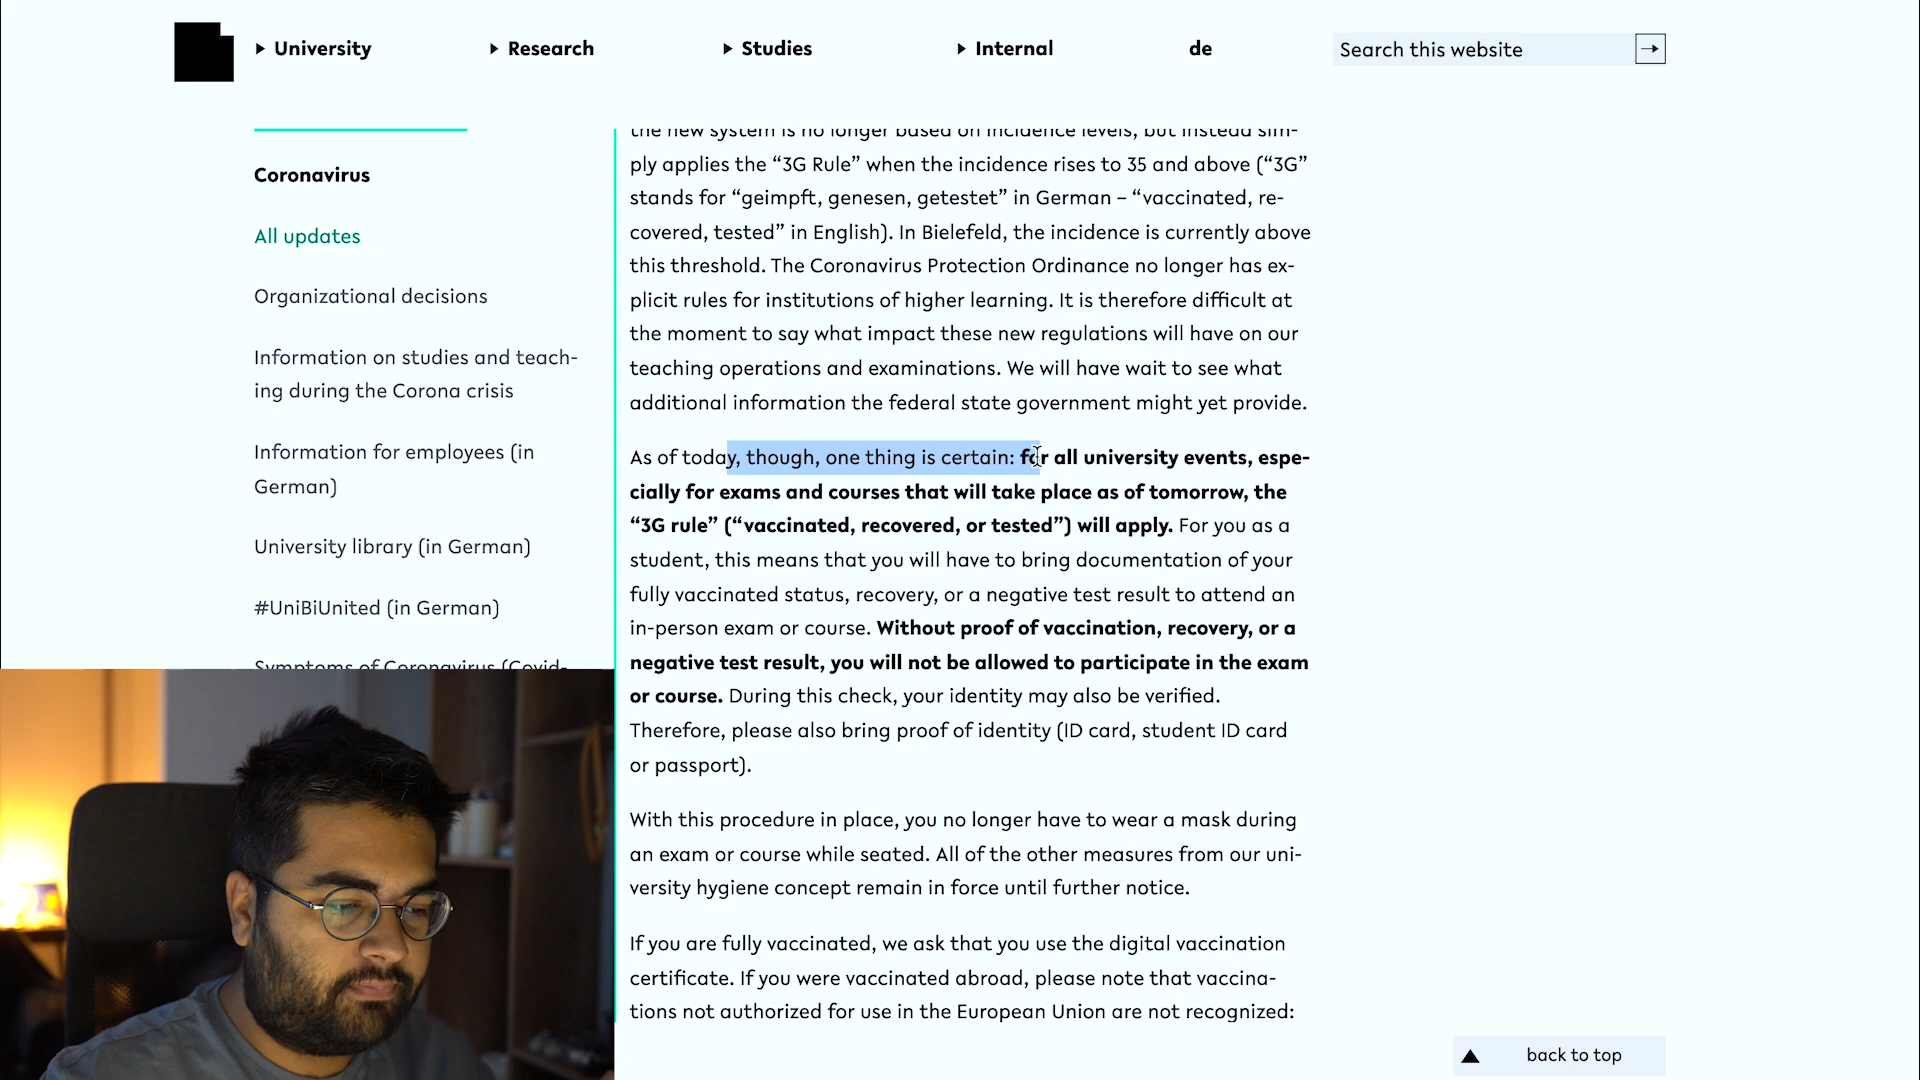 University
Research
Studies
Internal
de
Search this website
Coronavirus
All updates
Organizational decisions
Information on studies and teach-
ing during the Corona crisis
Information for employees (in
German)
University library (in German)
#UniBiUnited (in German)
Symptoms of Coronavirus (Covid-
the new system is no longer based on incidence levels, but instead sim-
ply applies the “3G Rule” when the incidence rises to 35 and above (“3G”
stands for “geimpft, genesen, getestet” in German – “vaccinated, re-
covered, tested” in English). In Bielefeld, the incidence is currently above
this threshold. The Coronavirus Protection Ordinance no longer has ex-
plicit rules for institutions of higher learning. It is therefore difficult at
the moment to say what impact these new regulations will have on our
teaching operations and examinations. We will have wait to see what
additional information the federal state government might yet provide.
As of today, though, one thing is certain: for all university events, espe-
cially for exams and courses that will take place as of tomorrow, the
“3G rule” (“vaccinated, recovered, or tested”) will apply. For you as a
student, this means that you will have to bring documentation of your
fully vaccinated status, recovery, or a negative test result to attend an
in-person exam or course. Without proof of vaccination, recovery, or a
negative test result, you will not be allowed to participate in the exam
or course. During this check, your identity may also be verified.
Therefore, please also bring proof of identity (ID card, student ID card
or passport).
With this procedure in place, you no longer have to wear a mask during
an exam or course while seated. All of the other measures from our uni-
versity hygiene concept remain in force until further notice.
If you are fully vaccinated, we ask that you use the digital vaccination
certificate. If you were vaccinated abroad, please note that vaccina-
tions not authorized for use in the European Union are not recognized:
back to top